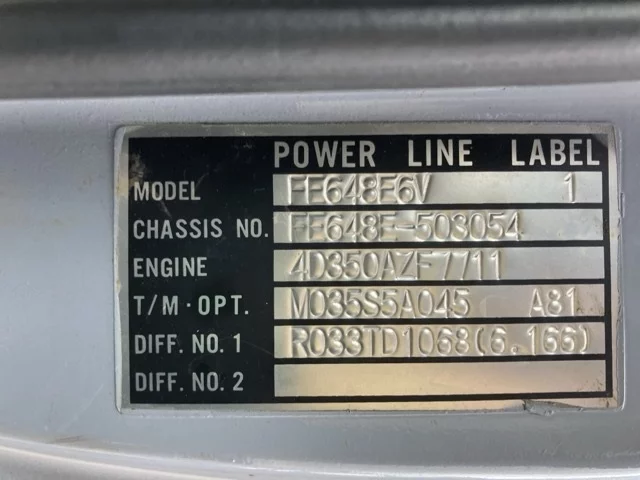 POWER LINE LABEL
MODEL FE648E6V 1
CHASSIS NO. FE648E-503054
ENGINE 4D350AZF7711
T/M·OPT. M035S5A045 A81
DIFF. NO. 1 R033TD1068(6.166)
DIFF. NO. 2